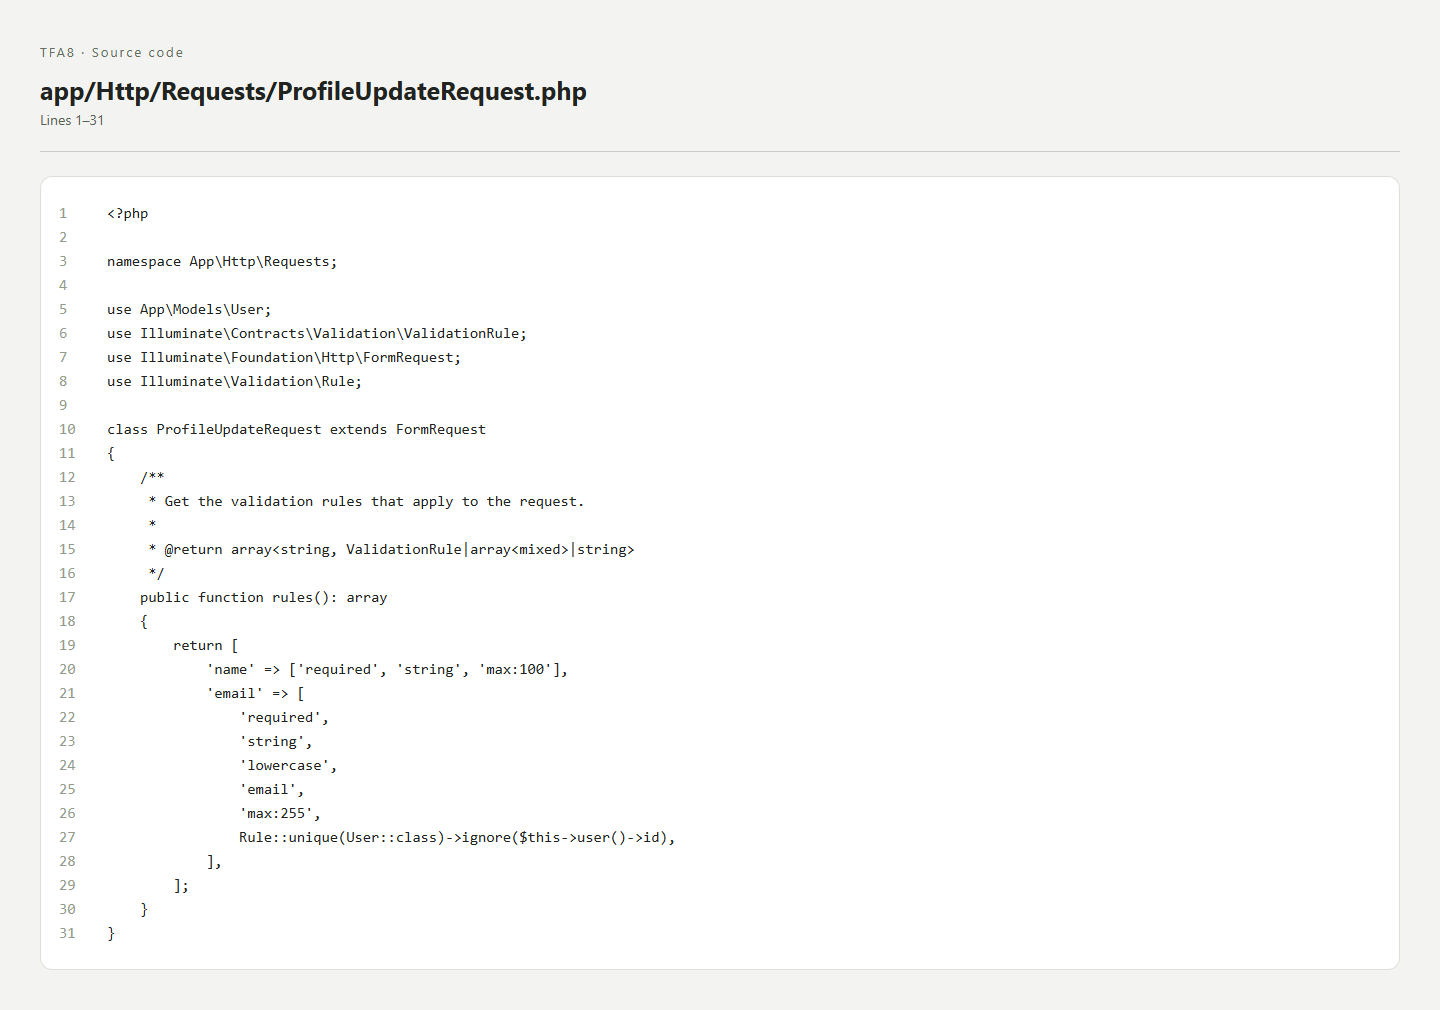 TFA8 · Source code
app/Http/Requests/ProfileUpdateRequest.php
Lines 1–31
1 <?php
2
3 namespace App\Http\Requests;
4
5 use App\Models\User;
6 use Illuminate\Contracts\Validation\ValidationRule;
7 use Illuminate\Foundation\Http\FormRequest;
8 use Illuminate\Validation\Rule;
9
10 class ProfileUpdateRequest extends FormRequest
11 {
12     /**
13      * Get the validation rules that apply to the request.
14      *
15      * @return array<string, ValidationRule|array<mixed>|string>
16      */
17     public function rules(): array
18     {
19         return [
20             'name' => ['required', 'string', 'max:100'],
21             'email' => [
22                 'required',
23                 'string',
24                 'lowercase',
25                 'email',
26                 'max:255',
27                 Rule::unique(User::class)->ignore($this->user()->id),
28             ],
29         ];
30     }
31 }